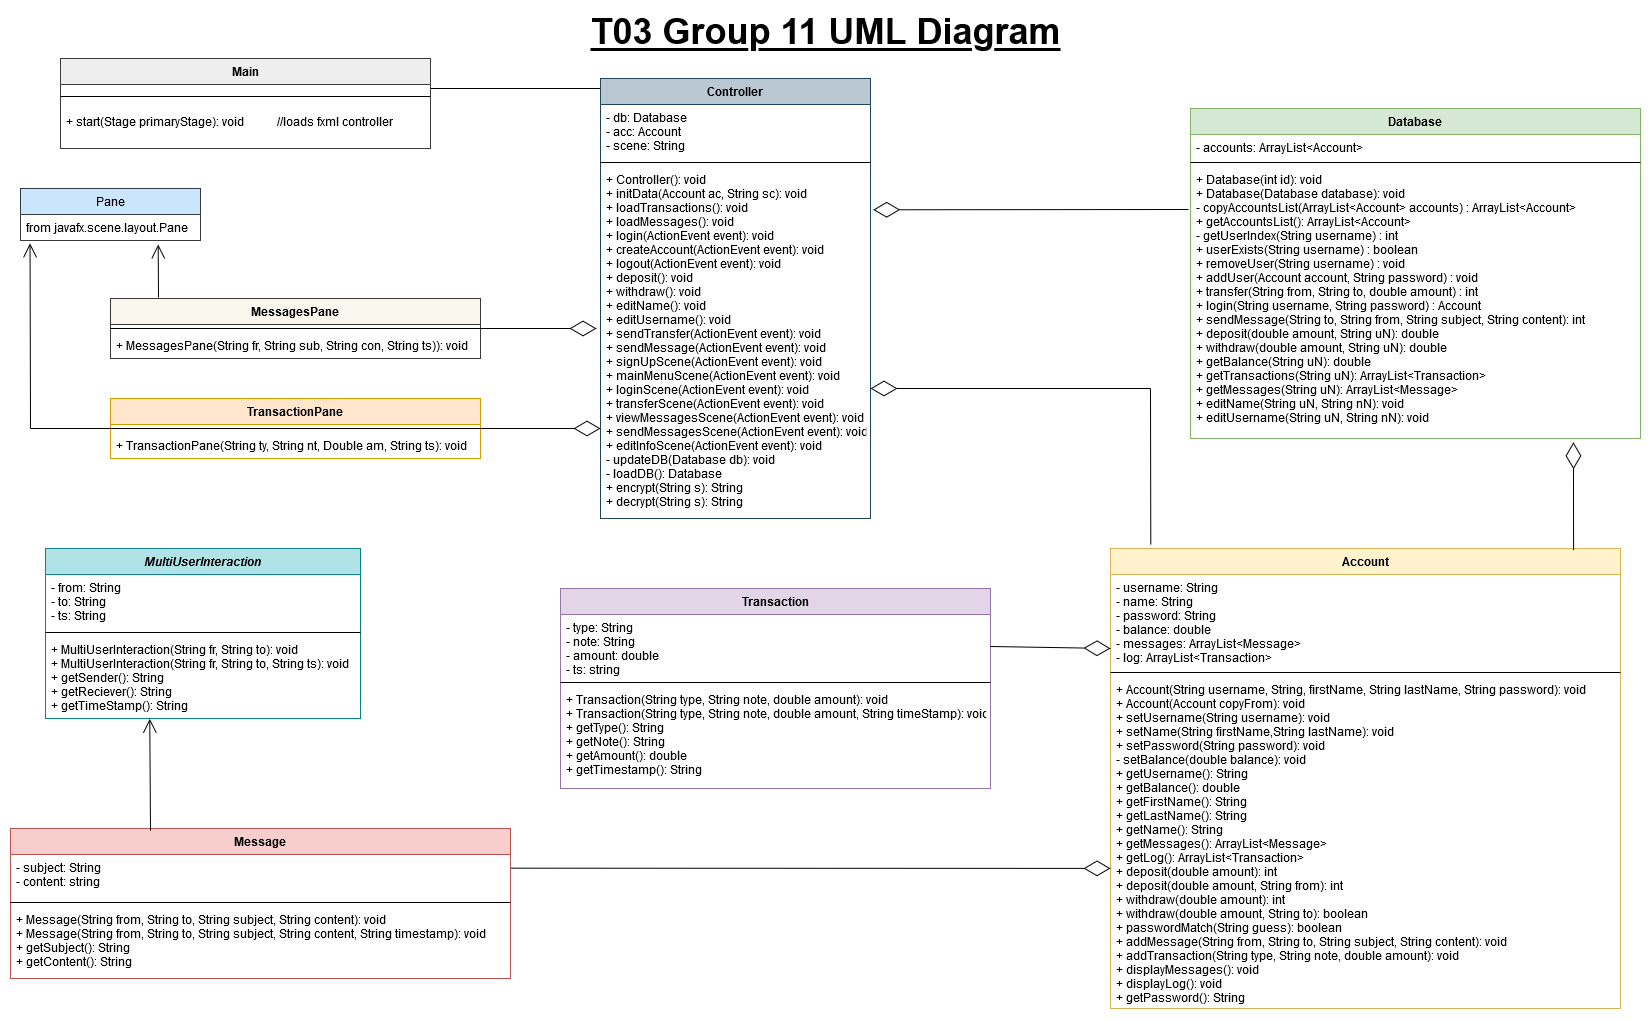 T03 Group 11 UML Diagram
Main
+ start(Stage primaryStage): void //loads fxml controller
Pane
from javafx.scene.layout.Pane
MessagesPane
+ MessagesPane(String fr, String sub, String con, String ts)): void
TransactionPane
+ TransactionPane(String ty, String nt, Double am, String ts): void
Controller
- db: Database
- acc: Account
- scene: String
+ Controller(): void
+ initData(Account ac, String sc): void
+ loadTransactions(): void
+ loadMessages(): void
+ login(ActionEvent event): void
+ createAccount(ActionEvent event): void
+ logout(ActionEvent event): void
+ deposit(): void
+ withdraw(): void
+ editName(): void
+ editUsername(): void
+ sendTransfer(ActionEvent event): void
+ sendMessage(ActionEvent event): void
+ signUpScene(ActionEvent event): void
+ mainMenuScene(ActionEvent event): void
+ loginScene(ActionEvent event): void
+ transferScene(ActionEvent event): void
+ viewMessagesScene(ActionEvent event): void
+ sendMessagesScene(ActionEvent event): void
+ editInfoScene(ActionEvent event): void
- updateDB(Database db): void
- loadDB(): Database
+ encrypt(String s): String
+ decrypt(String s): String
Database
- accounts: ArrayList<Account>
+ Database(int id): void
+ Database(Database database): void
- copyAccountsList(ArrayList<Account> accounts) : ArrayList<Account>
+ getAccountsList(): ArrayList<Account>
- getUserIndex(String username) : int
+ userExists(String username) : boolean
+ removeUser(String username) : void
+ addUser(Account account, String password) : void
+ transfer(String from, String to, double amount) : int
+ login(String username, String password) : Account
+ sendMessage(String to, String from, String subject, String content): int
+ deposit(double amount, String uN): double
+ withdraw(double amount, String uN): double
+ getBalance(String uN): double
+ getTransactions(String uN): ArrayList<Transaction>
+ getMessages(String uN): ArrayList<Message>
+ editName(String uN, String nN): void
+ editUsername(String uN, String nN): void
MultiUserInteraction
- from: String
- to: String
- ts: String
+ MultiUserInteraction(String fr, String to): void
+ MultiUserInteraction(String fr, String to, String ts): void
+ getSender(): String
+ getReciever(): String
+ getTimeStamp(): String
Transaction
- type: String
- note: String
- amount: double
- ts: string
+ Transaction(String type, String note, double amount): void
+ Transaction(String type, String note, double amount, String timeStamp): void
+ getType(): String
+ getNote(): String
+ getAmount(): double
+ getTimestamp(): String
Account
- username: String
- name: String
- password: String
- balance: double
- messages: ArrayList<Message>
- log: ArrayList<Transaction>
+ Account(String username, String, firstName, String lastName, String password): void
+ Account(Account copyFrom): void
+ setUsername(String username): void
+ setName(String firstName,String lastName): void
+ setPassword(String password): void
- setBalance(double balance): void
+ getUsername(): String
+ getBalance(): double
+ getFirstName(): String
+ getLastName(): String
+ getName(): String
+ getMessages(): ArrayList<Message>
+ getLog(): ArrayList<Transaction>
+ deposit(double amount): int
+ deposit(double amount, String from): int
+ withdraw(double amount): int
+ withdraw(double amount, String to): boolean
+ passwordMatch(String guess): boolean
+ addMessage(String from, String to, String subject, String content): void
+ addTransaction(String type, String note, double amount): void
+ displayMessages(): void
+ displayLog(): void
+ getPassword(): String
Message
- subject: String
- content: string
+ Message(String from, String to, String subject, String content): void
+ Message(String from, String to, String subject, String content, String timestamp): void
+ getSubject(): String
+ getContent(): String